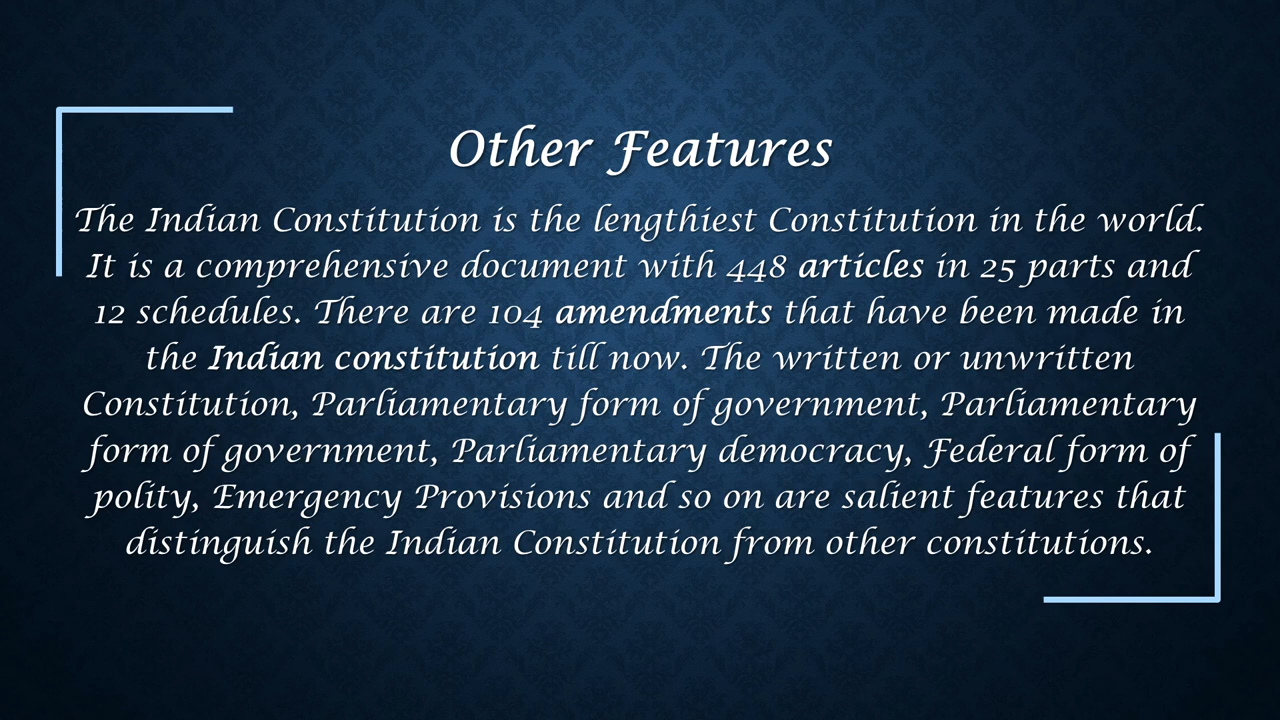 Other Features
The Indian Constitution is the lengthiest Constitution in the world.
It is a comprehensive document with 448 articles in 25 parts and
12 schedules. There are 104 amendments that have been made in
the Indian constitution till now. The written or unwritten
Constitution, Parliamentary form of government, Parliamentary
form of government, Parliamentary democracy, Federal form of
polity, Emergency Provisions and so on are salient features that
distinguish the Indian Constitution from other constitutions.